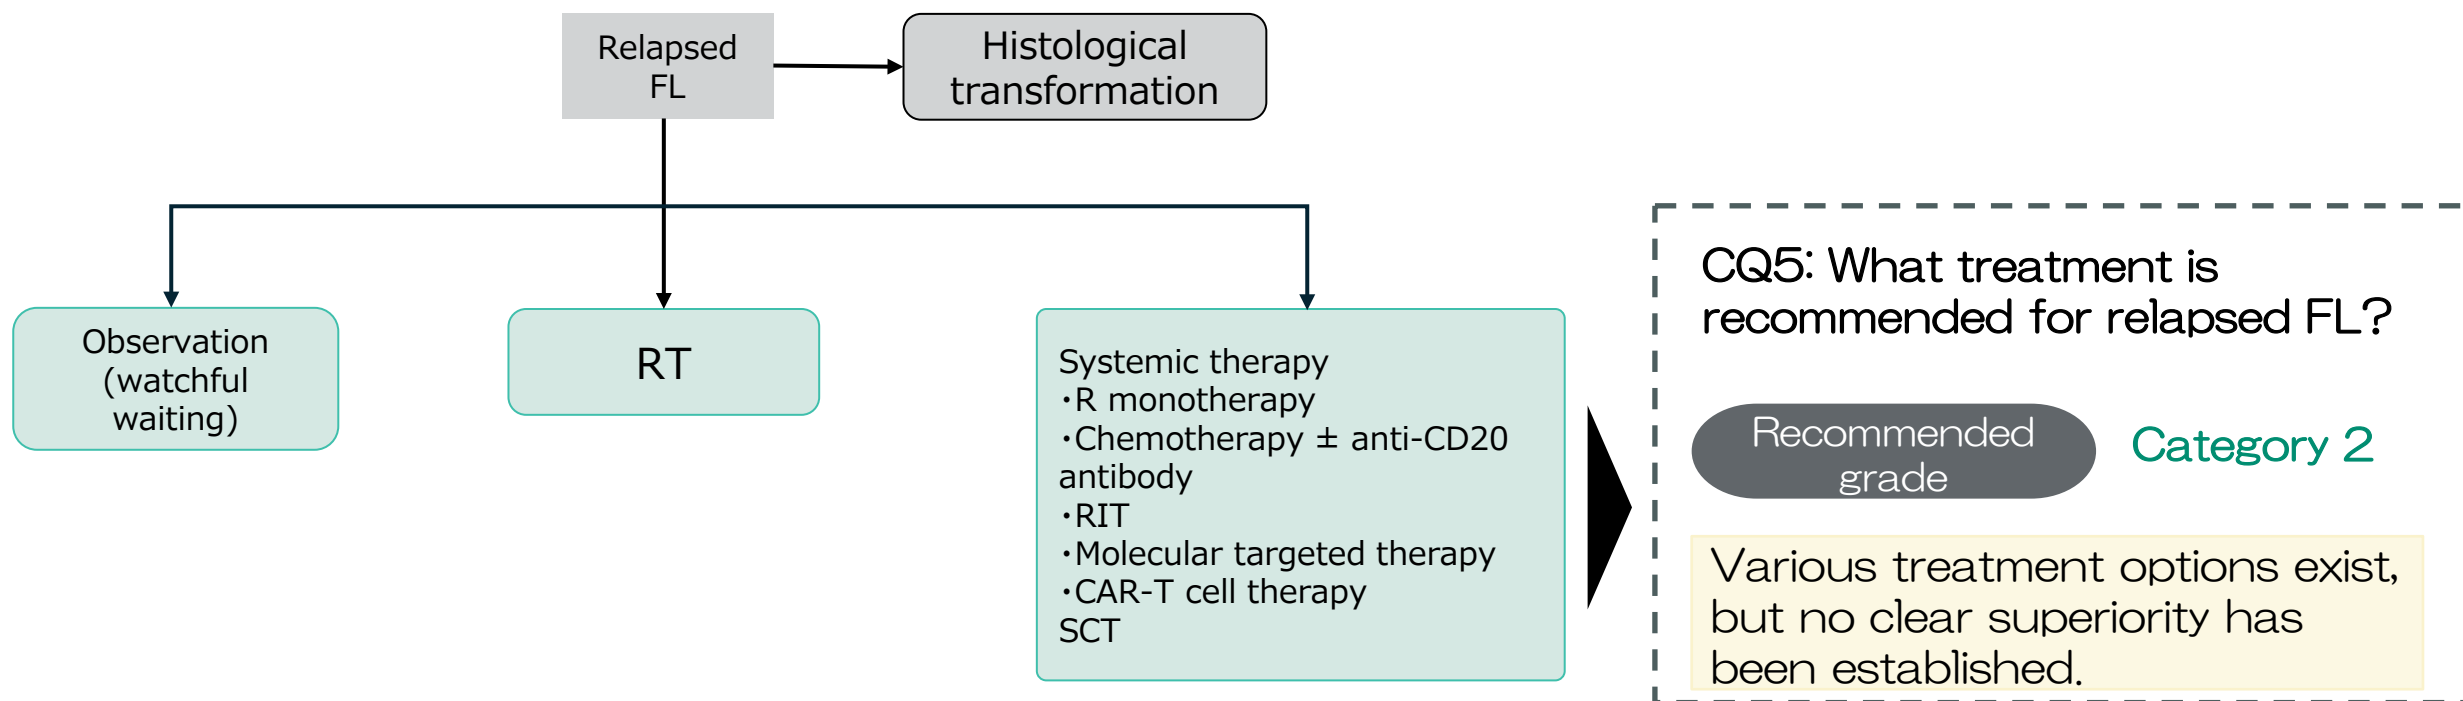 Relapsed
FL
Histological
transformation
Observation
(watchful
waiting)
RT
Systemic therapy
・R monotherapy
・Chemotherapy ± anti-CD20
antibody
・RIT
・Molecular targeted therapy
・CAR-T cell therapy
SCT
CQ5: What treatment is
recommended for relapsed FL?
Recommended
grade
Category 2
Various treatment options exist,
but no clear superiority has
been established.